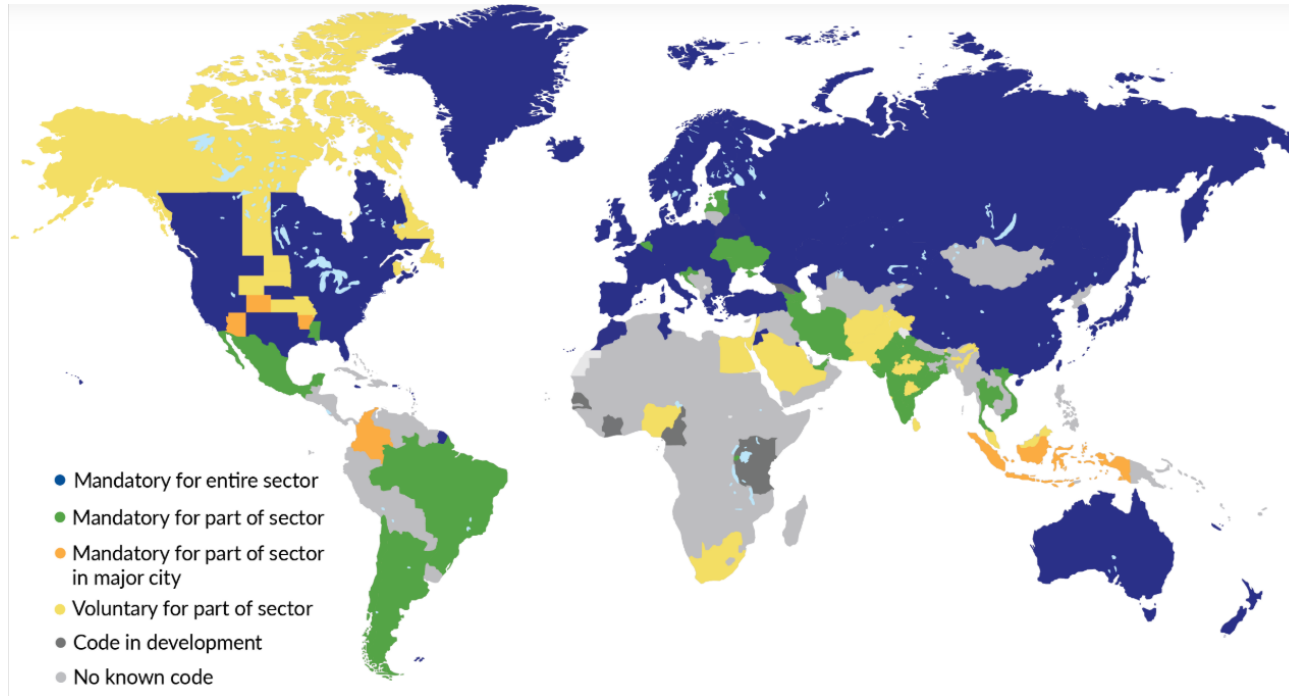 Mandatory for entire sector
Mandatory for part of sector
Mandatory for part of sector
in major city
Voluntary for part of sector
Code in development
No known code